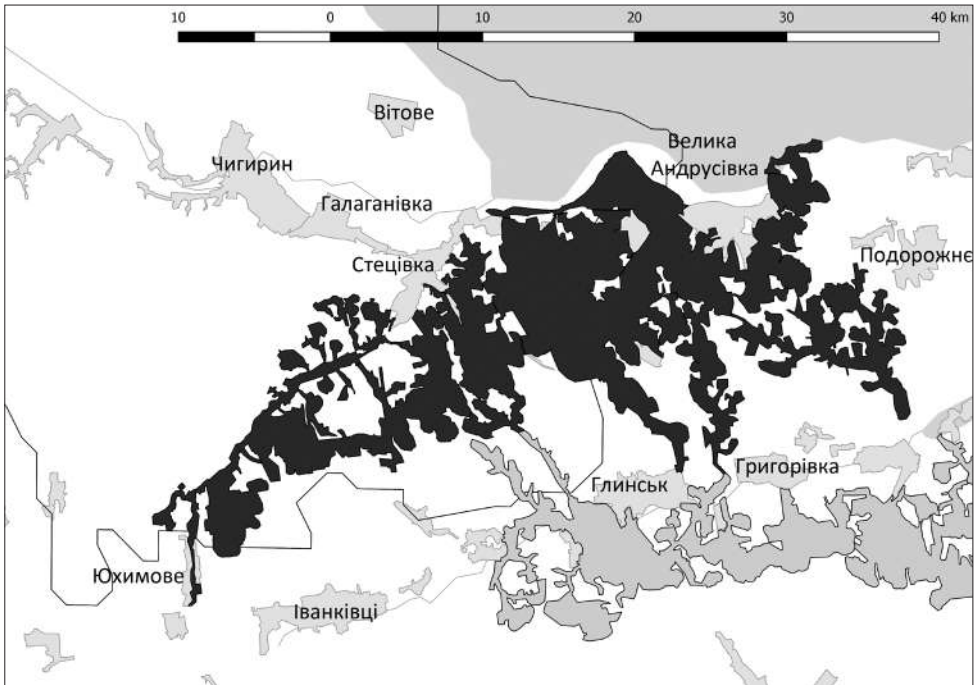 10 0 10 20 30 40 km
Вітове
Велика
Андрусівка
Чигирин
Галаганівка
Стецівка
Подорожнє
Григорівка
Глинськ
Юхимове
Іванківці